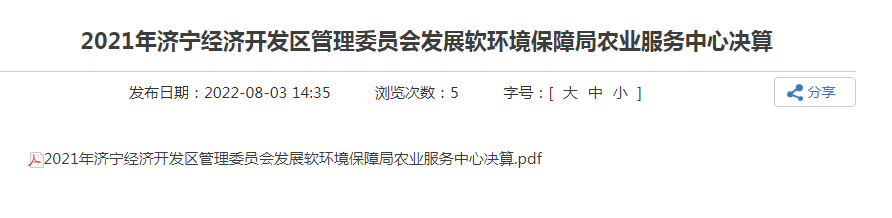 2021年济宁经济开发区管理委员会发展软环境保障局农业服务中心决算
发布日期：2022-08-03 14:35 浏览次数：5 字号：[ 大 中 小 ] 分享
2021年济宁经济开发区管理委员会发展软环境保障局农业服务中心决算.pdf